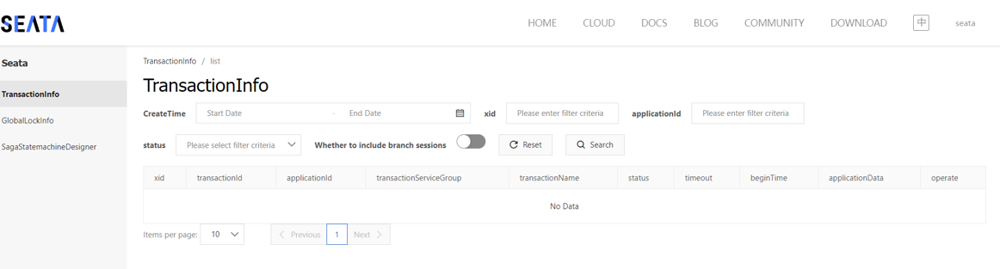 SEATA HOME CLOUD DOCS BLOG COMMUNITY DOWNLOAD 中 seata
Seata
TransactionInfo
GlobalLockInfo
SagaStatemachineDesigner
TransactionInfo / list
TransactionInfo
CreateTime Start Date - End Date xid Please enter filter criteria applicationId Please enter filter criteria
status Please select filter criteria Whether to include branch sessions Reset Search
xid transactionId applicationId transactionServiceGroup transactionName status timeout beginTime applicationData operate
No Data
Items per page: 10 Previous 1 Next